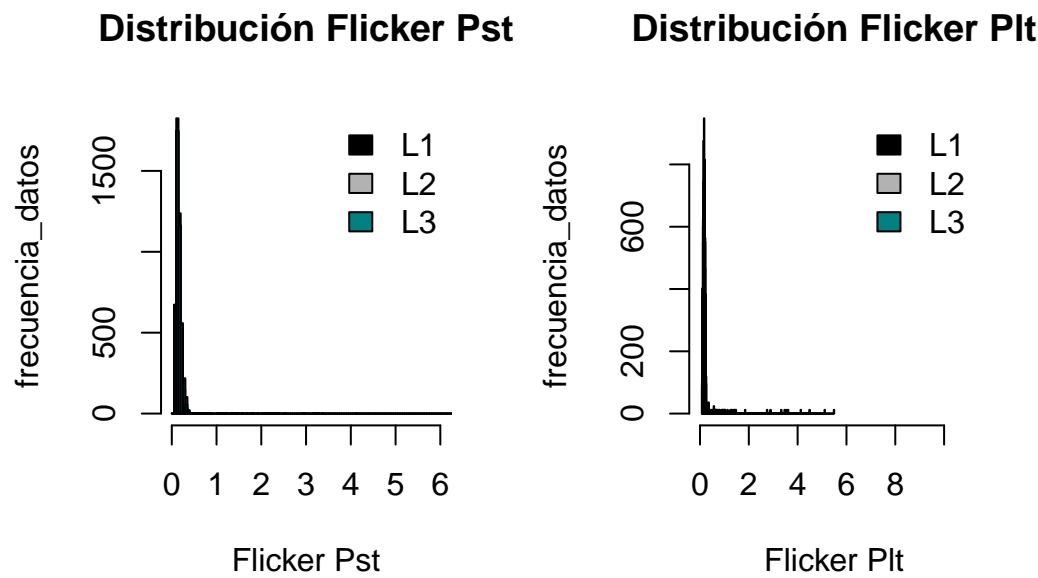 Distribución Flicker Pst
frecuencia_datos
1500
500
0
L1
L2
L3
0 1 2 3 4 5 6
Flicker Pst
Distribución Flicker Plt
frecuencia_datos
600
200
0
L1
L2
L3
0 2 4 6 8
Flicker Plt